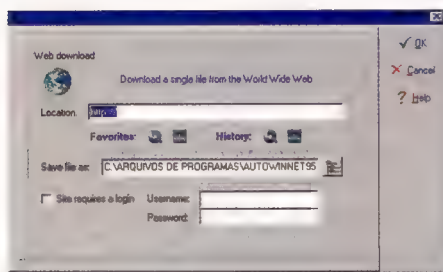 Web download
Download a single file from the World Wide Web
Location:
http://
Favorites: History:
Save file as: C:\ARQUIVOS DE PROGRAMAS\AUTOWINNET95
Site requires a login Username:
Password:
OK
Cancel
Help